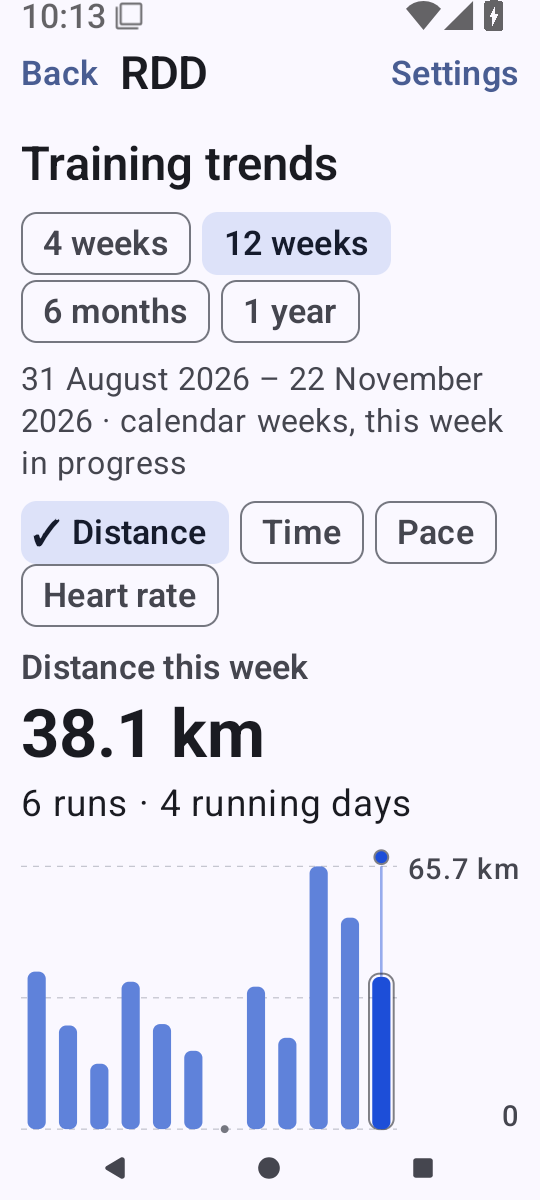 10:13
Back RDD Settings
Training trends
4 weeks 12 weeks
6 months 1 year
31 August 2026 – 22 November
2026 · calendar weeks, this week
in progress
✓ Distance Time Pace
Heart rate
Distance this week
38.1 km
6 runs · 4 running days
65.7 km
0